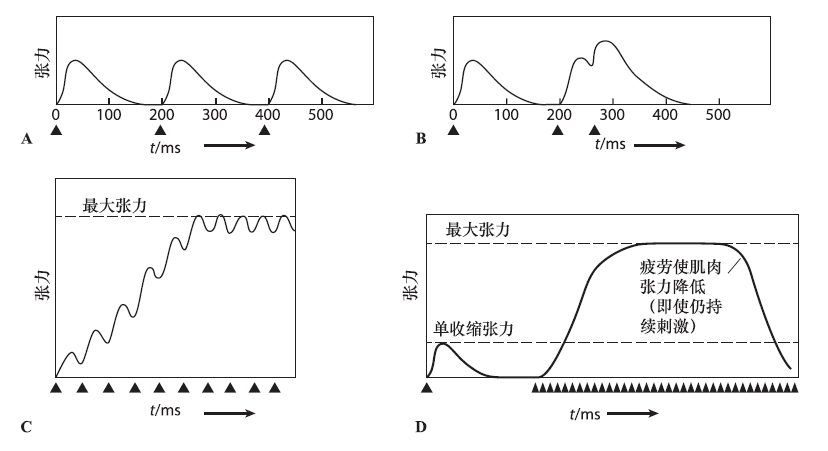 张力
0 100 200 300 400 500
A
t/ms
张力
0 100 200 300 400 500
B
t/ms
最大张力
张力
t/ms
C
最大张力
疲劳使肌肉
张力降低
（即使仍持
续刺激）
单收缩张力
张力
t/ms
D